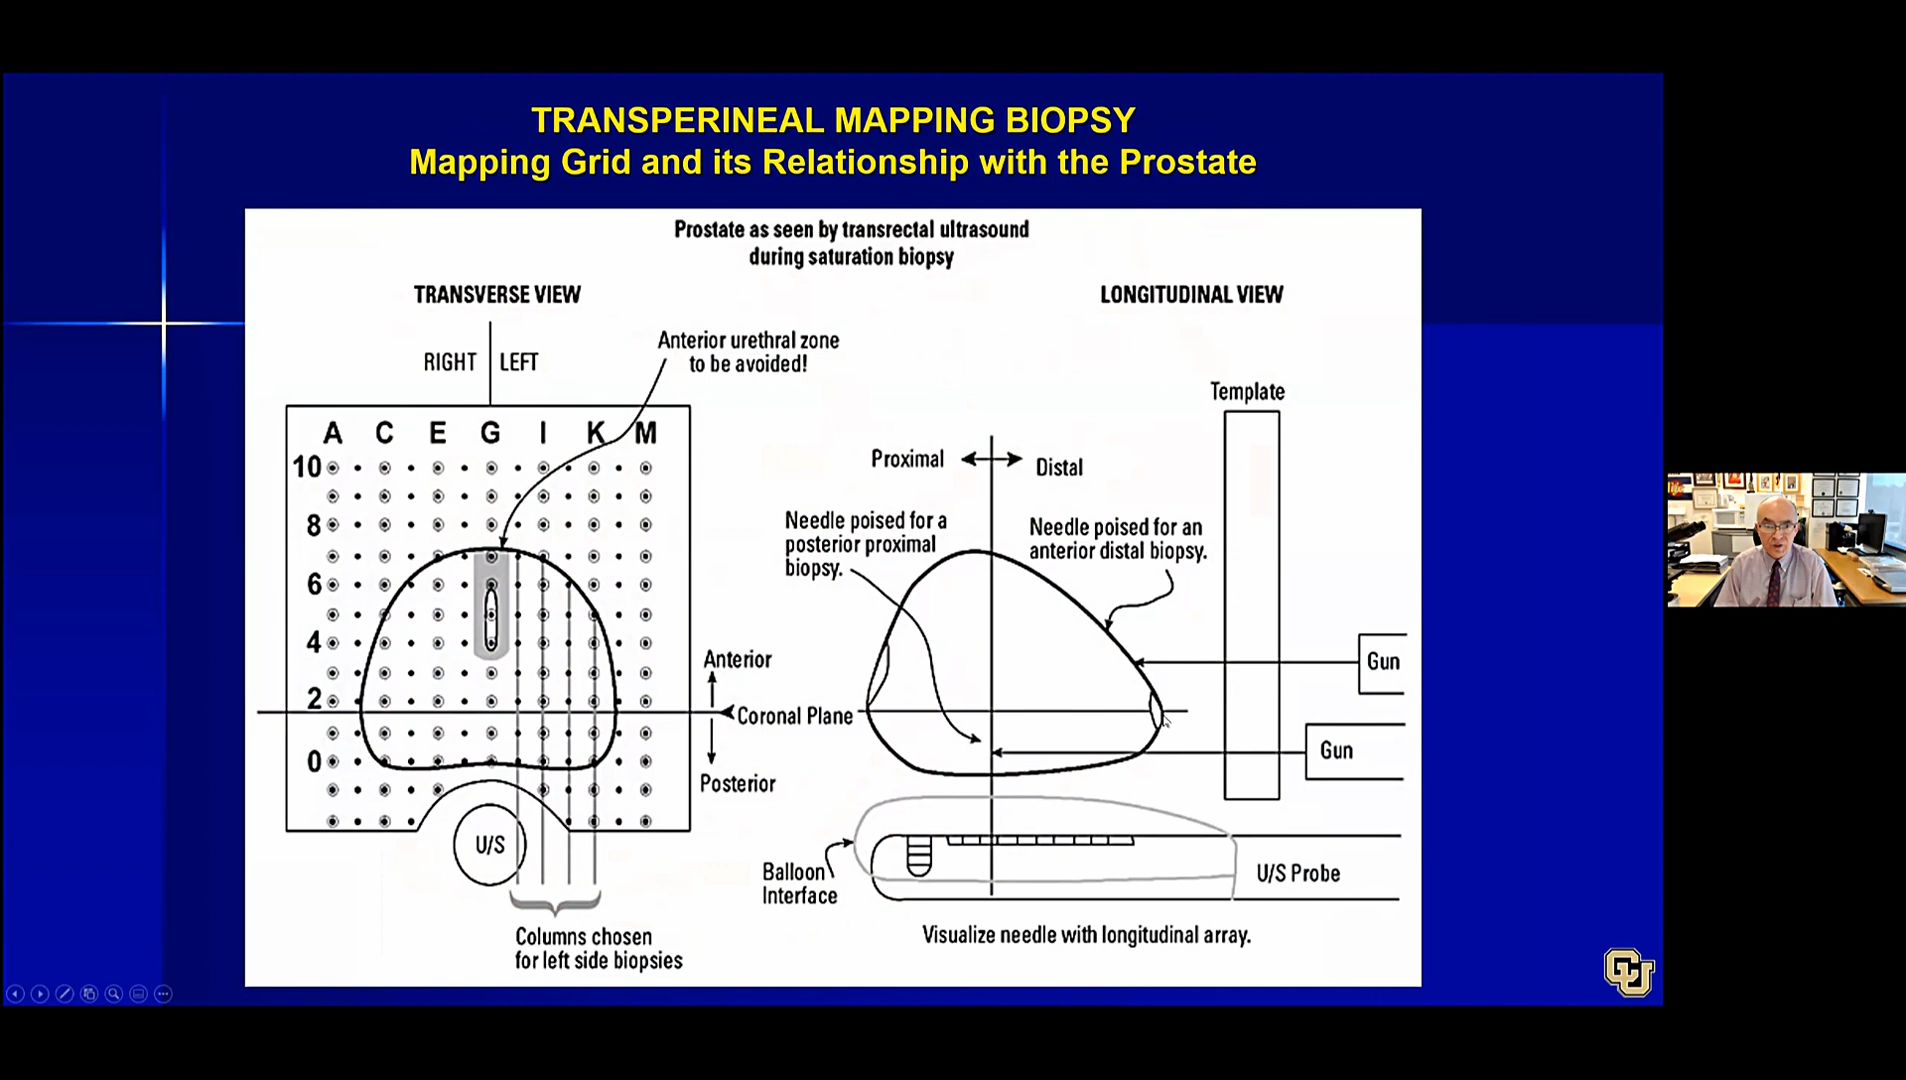 TRANSPERINEAL MAPPING BIOPSY
Mapping Grid and its Relationship with the Prostate
Prostate as seen by transrectal ultrasound
during saturation biopsy
TRANSVERSE VIEW
LONGITUDINAL VIEW
RIGHT
LEFT
Anterior urethral zone
to be avoided!
Template
A C E G I K M
10
8
6
4
2
0
Proximal
Distal
Needle poised for a
posterior proximal
biopsy.
Needle poised for an
anterior distal biopsy.
Anterior
Coronal Plane
Posterior
Gun
Gun
U/S
Balloon
Interface
U/S Probe
Columns chosen
for left side biopsies
Visualize needle with longitudinal array.
CU